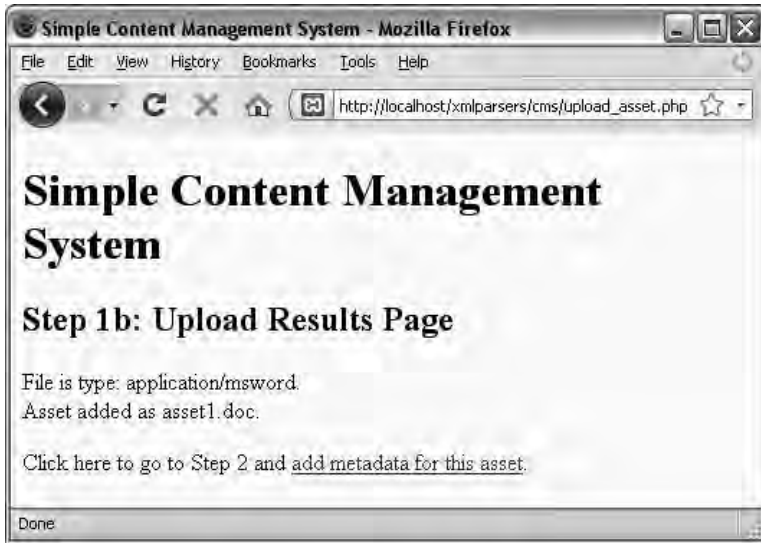 Simple Content Management System - Mozilla Firefox
File Edit View History Bookmarks Tools Help
http://localhost/xmlparsers/cms/upload_asset.php
Simple Content Management
System
Step 1b: Upload Results Page
File is type: application/msword.
Asset added as asset1.doc.
Click here to go to Step 2 and add metadata for this asset.
Done